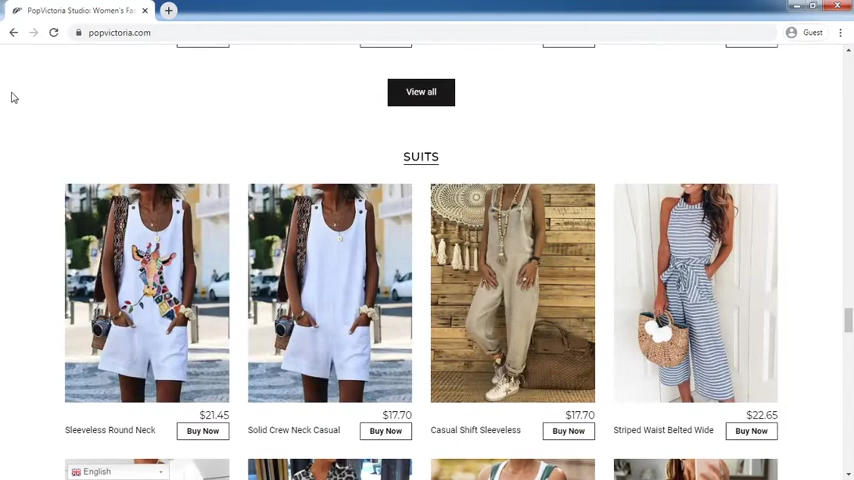 PopVictoria Studio: Women's Fa
popvictoria.com
Guest
View all
SUITS
$21.45
$17.70
$17.70
$22.65
Sleeveless Round Neck
Buy Now
Solid Crew Neck Casual
Buy Now
Casual Shift Sleeveless
Buy Now
Striped Waist Belted Wide
Buy Now
English